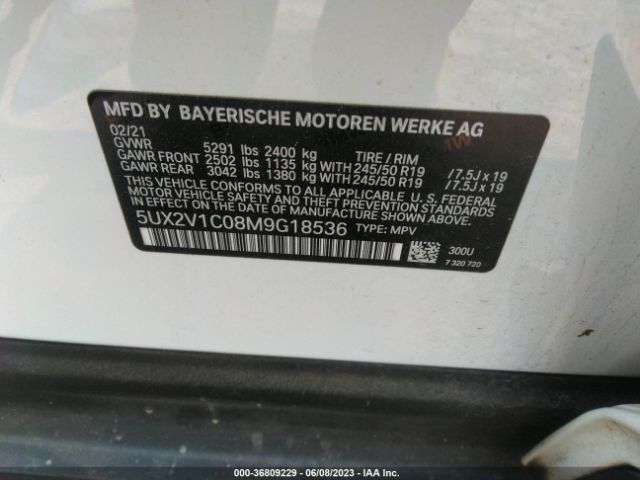 MFD BY BAYERISCHE MOTOREN WERKE AG
02/21
GVWR 5291 lbs 2400 kg TIRE / RIM
GAWR FRONT 2502 lbs 1135 kg WITH 245/50 R19 /7.5J x 19
GAWR REAR 3042 lbs 1380 kg WITH 245/50 R19 /7.5J x 19
THIS VEHICLE CONFORMS TO ALL APPLICABLE U. S. FEDERAL
MOTOR VEHICLE SAFETY, BUMPER AND THEFT PREVENTION
STANDARDS IN EFFECT ON THE DATE OF MANUFACTURE
5UX2V1C08M9G18536 TYPE: MPV
300U
7 320 720
000-36809229 - 06/08/2023 - IAA Inc.